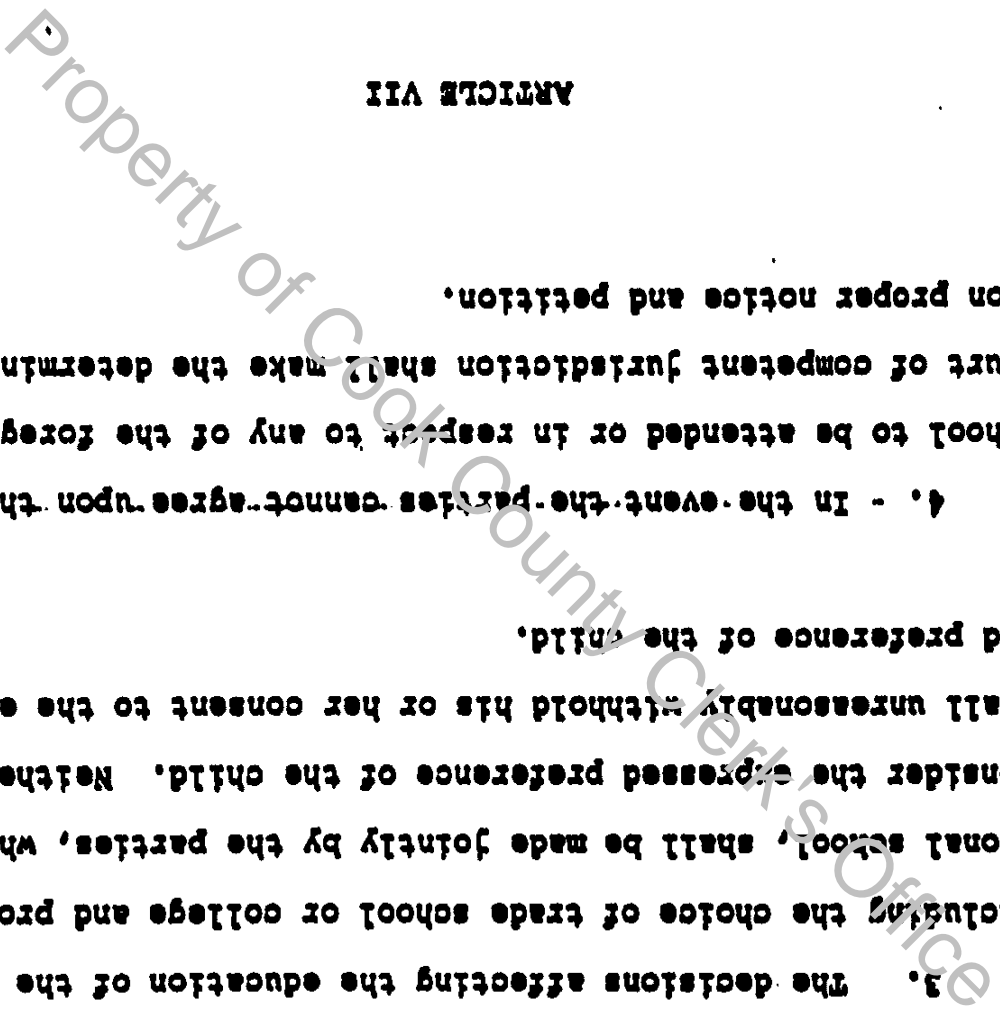 3. The decisions affecting the education of the
cluding the choice of trade school or college and pro
onal school, shall be made jointly by the parties, wh
nsider the expressed preference of the child. Neithe
all unreasonably withhold his or her consent to the e
d preference of the child.
4. - In the event the parties cannot agree upon th
hool to be attended or in respect to any of the foreg
urt of competent jurisdiction shall make the determin
on proper notice and petition.
ARTICLE VII
Property of Cook County Clerk's Office